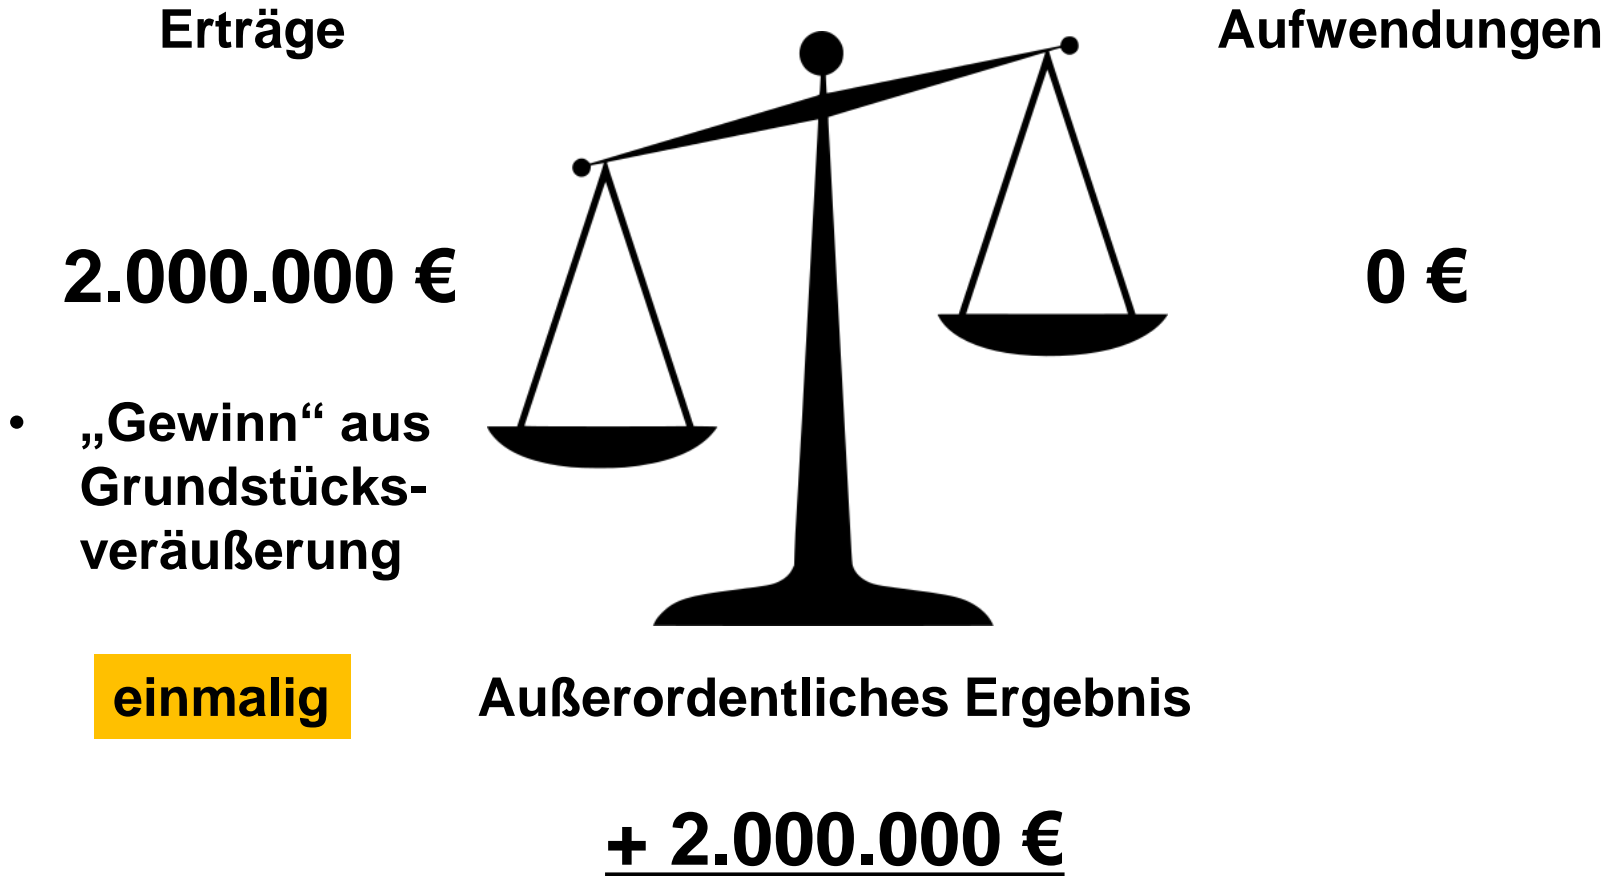 Erträge
Aufwendungen
2.000.000 €
0 €
• „Gewinn“ aus
Grundstücks-
veräußerung
einmalig
Außerordentliches Ergebnis
+ 2.000.000 €